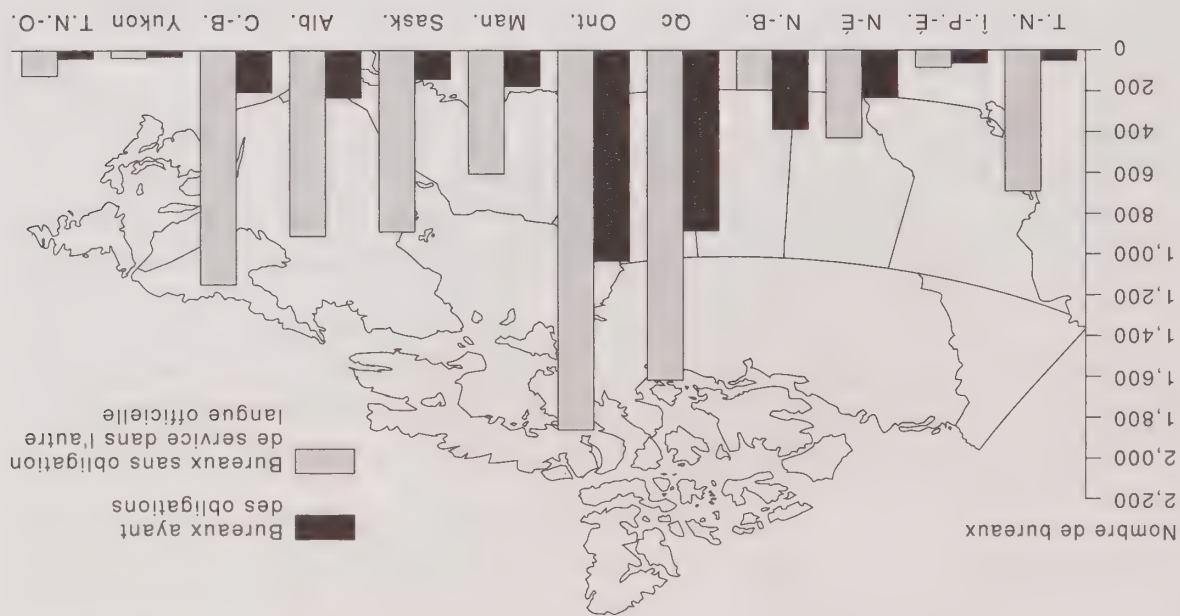 Nombre de bureaux
2,200
2,000
1,800
1,600
1,400
1,200
1,000
800
600
400
200
0
Bureaux ayant
des obligations
Bureaux sans obligation
de service dans l'autre
langue officielle
T.-N. Î.-P.-É. N-É N-B. Qc Ont. Man. Sask. Alb. C.-B Yukon T.N.-O.